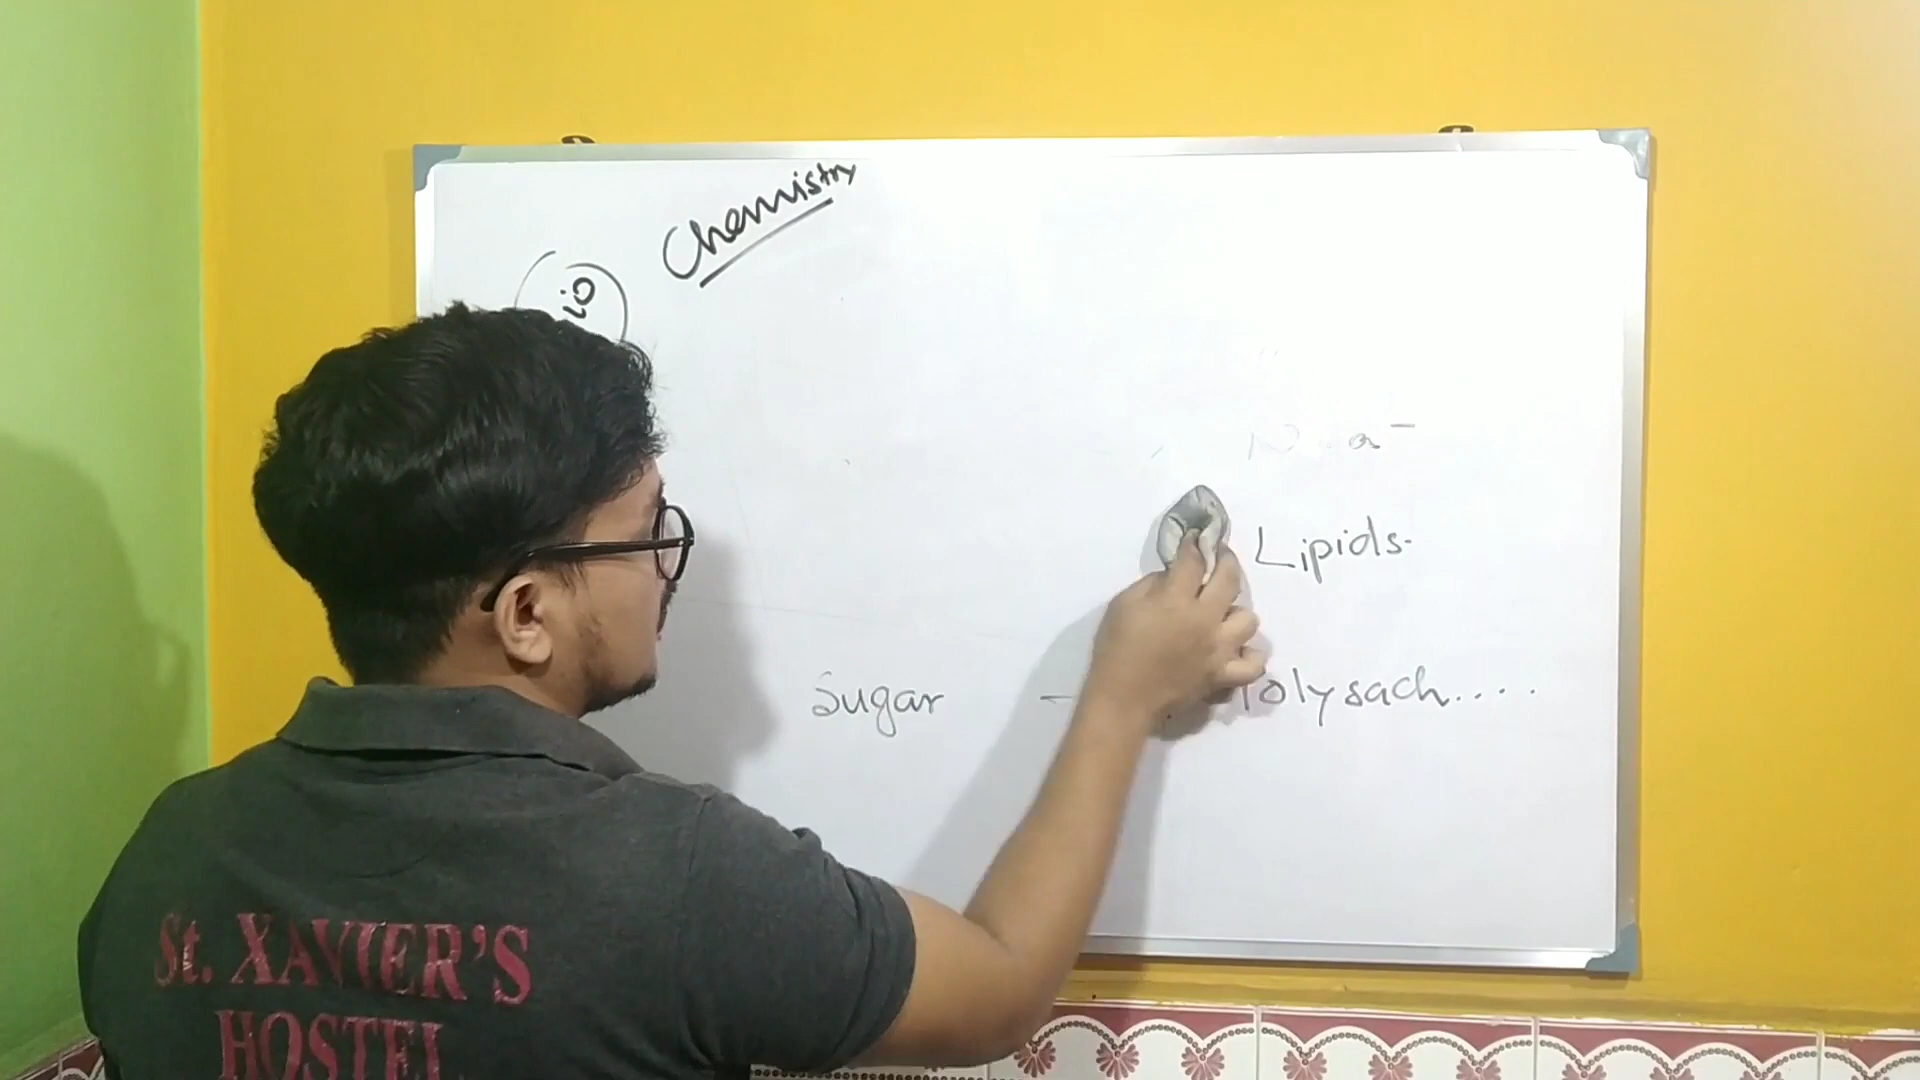 Chemistry
io
Lipids.
Sugar → Polysach....
St. XAVIER'S
HOSTEL